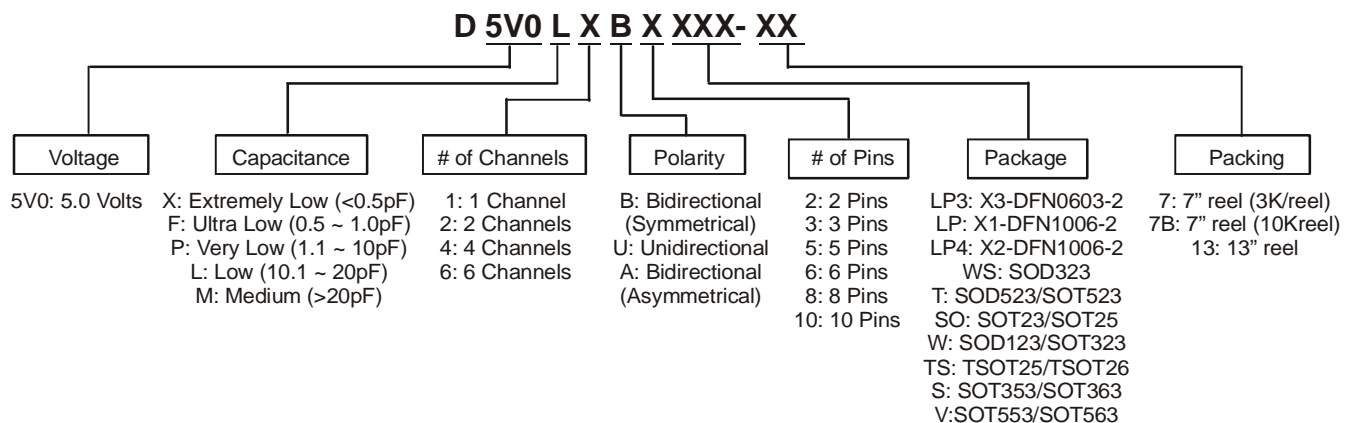 D 5V0 L X B X XXX- XX
Voltage
5V0: 5.0 Volts
Capacitance
X: Extremely Low (<0.5pF)
F: Ultra Low (0.5 ~ 1.0pF)
P: Very Low (1.1 ~ 10pF)
L: Low (10.1 ~ 20pF)
M: Medium (>20pF)
# of Channels
1: 1 Channel
2: 2 Channels
4: 4 Channels
6: 6 Channels
Polarity
B: Bidirectional
(Symmetrical)
U: Unidirectional
A: Bidirectional
(Asymmetrical)
# of Pins
2: 2 Pins
3: 3 Pins
5: 5 Pins
6: 6 Pins
8: 8 Pins
10: 10 Pins
Package
LP3: X3-DFN0603-2
LP: X1-DFN1006-2
LP4: X2-DFN1006-2
WS: SOD323
T: SOD523/SOT523
SO: SOT23/SOT25
W: SOD123/SOT323
TS: TSOT25/TSOT26
S: SOT353/SOT363
V:SOT553/SOT563
Packing
7: 7” reel (3K/reel)
7B: 7” reel (10Kreel)
13: 13” reel